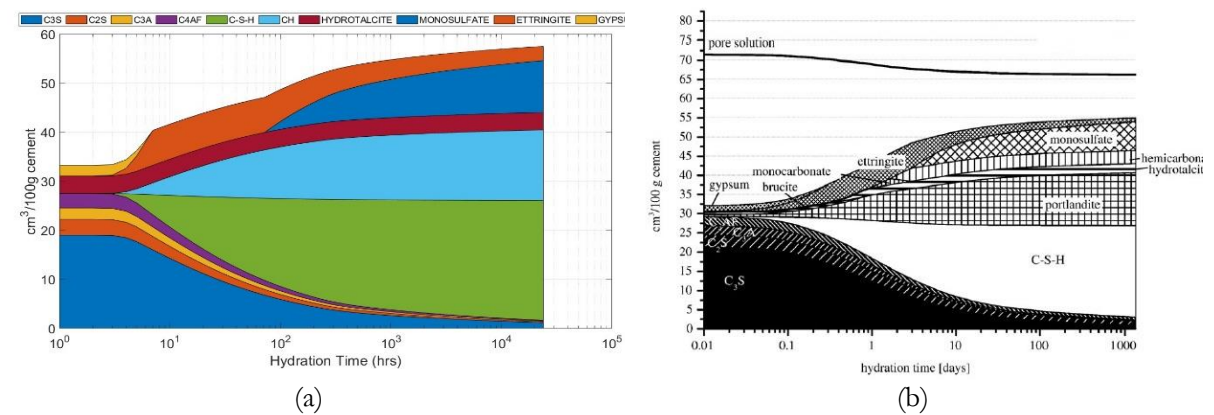 C3S C2S C3A C4AF C-S-H CH HYDROTALCITE MONOSULFATE ETTRINGITE GYPSU
60
50
40
30
20
10
0
cm³/100g cement
10⁰ 10¹ 10² 10³ 10⁴ 10⁵
Hydration Time (hrs)
(a)
80
75
70
65
60
55
50
45
40
35
30
25
20
15
10
5
0
cm³/100 g cement
pore solution
monosulfate
ettringite
hemicarbona
monocarbonate
hydrotalcit
brucite
gypsum
portlandite
C-S-H
C₂S
C₃S
0.01 0.1 1 10 100 1000
hydration time [days]
(b)